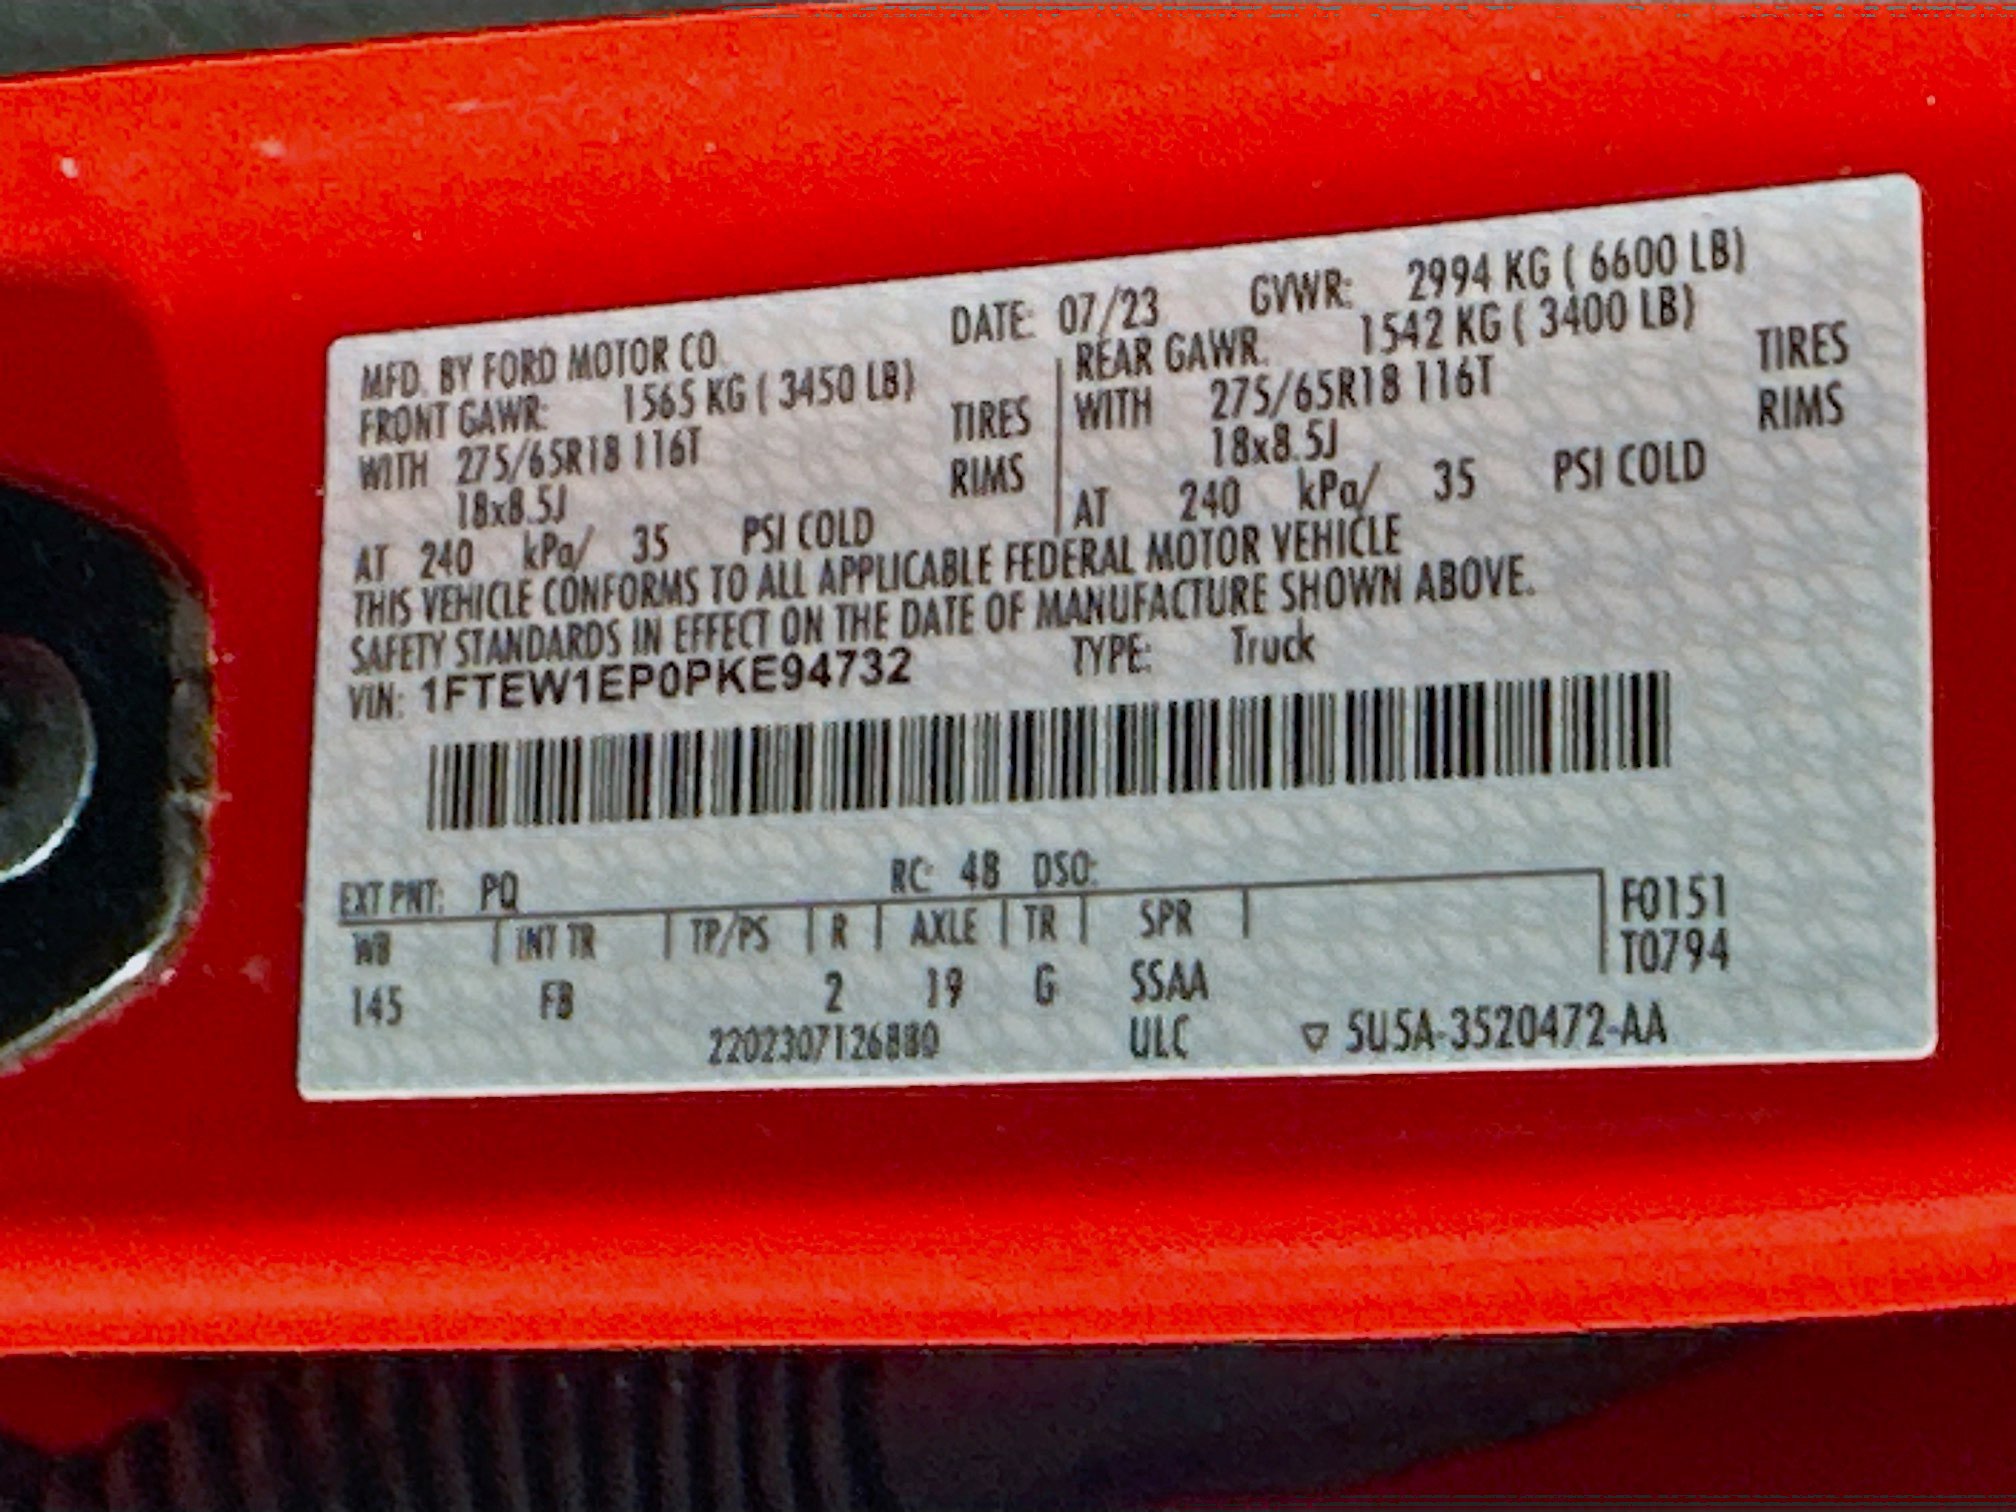 MFD. BY FORD MOTOR CO. DATE: 07/23 GVWR: 2994 KG ( 6600 LB)
FRONT GAWR: 1565 KG ( 3450 LB) REAR GAWR: 1542 KG ( 3400 LB)
WITH 275/65R18 116T TIRES WITH 275/65R18 116T TIRES
18x8.5J RIMS 18x8.5J RIMS
AT 240 kPa/ 35 PSI COLD AT 240 kPa/ 35 PSI COLD
THIS VEHICLE CONFORMS TO ALL APPLICABLE FEDERAL MOTOR VEHICLE
SAFETY STANDARDS IN EFFECT ON THE DATE OF MANUFACTURE SHOWN ABOVE.
VIN: 1FTEW1EP0PKE94732 TYPE: Truck
EXT PNT: PQ RC: 48 DSO:
WB INT TR TP/PS R AXLE TR SPR F0151
T0794
145 FB 2 19 G SSAA
2202307126880 ULC ▽ 5U5A-3520472-AA